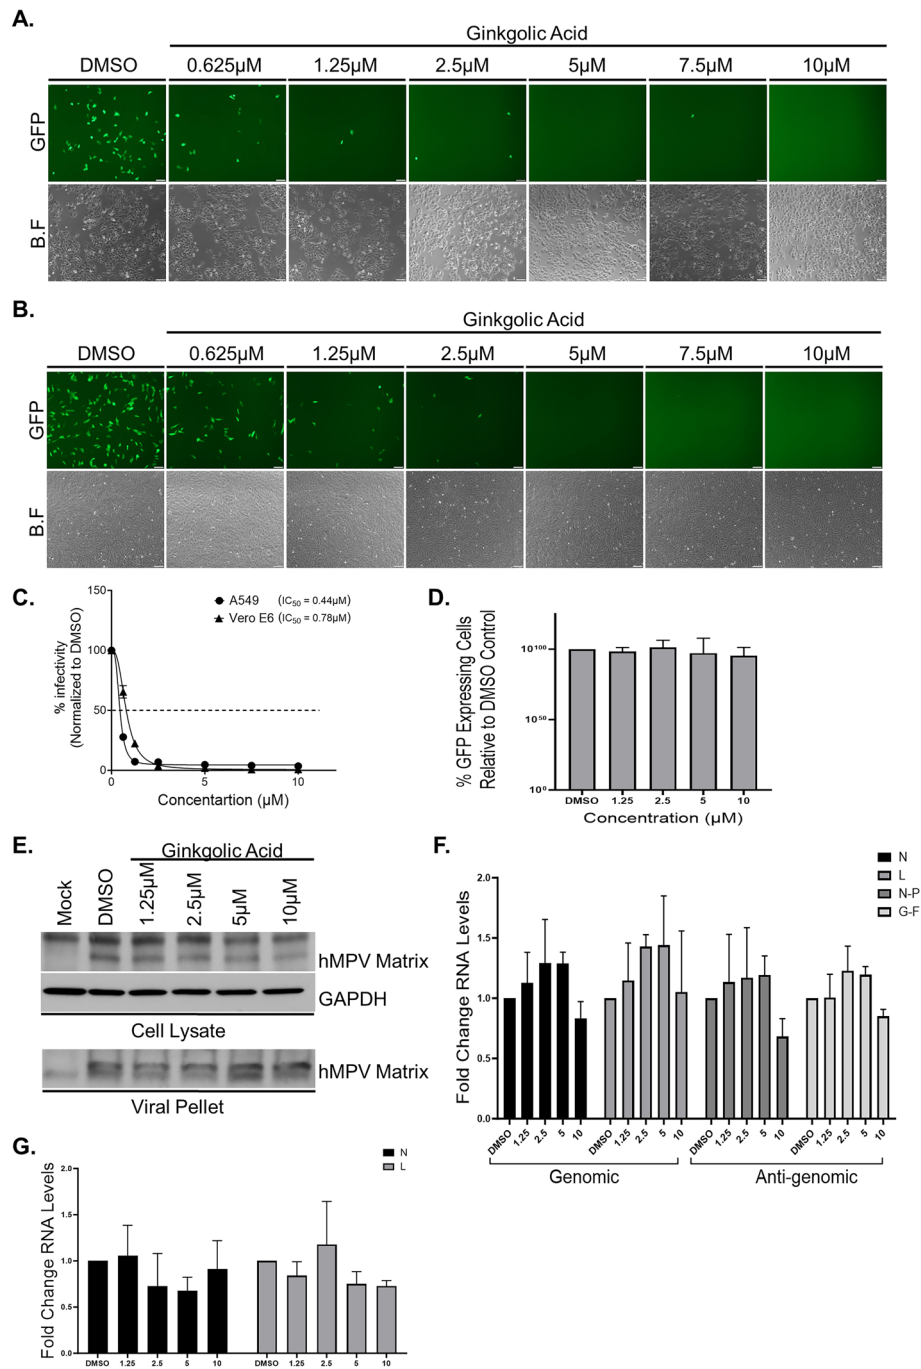 A.
Ginkgolic Acid
DMSO 0.625µM 1.25µM 2.5µM 5µM 7.5µM 10µM
GFP
B.F
B.
Ginkgolic Acid
DMSO 0.625µM 1.25µM 2.5µM 5µM 7.5µM 10µM
GFP
B.F
C.
% infectivity
(Normalized to DMSO)
150
100
50
0
0 5 10
Concentartion (µM)
A549 (IC50 = 0.44µM)
Vero E6 (IC50 = 0.78µM)
D.
% GFP Expressing Cells
Relative to DMSO Control
10¹⁰⁰
10⁵⁰
10⁰
DMSO 1.25 2.5 5 10
Concentration (µM)
E.
Ginkgolic Acid
Mock DMSO 1.25µM 2.5µM 5µM 10µM
hMPV Matrix
GAPDH
Cell Lysate
hMPV Matrix
Viral Pellet
F.
N
L
N-P
G-F
Fold Change RNA Levels
2.0
1.5
1.0
0.5
0.0
DMSO 1.25 2.5 5 10 DMSO 1.25 2.5 5 10 DMSO 1.25 2.5 5 10 DMSO 1.25 2.5 5 10
Genomic Anti-genomic
G.
N
L
Fold Change RNA Levels
2.0
1.5
1.0
0.5
0.0
DMSO 1.25 2.5 5 10 DMSO 1.25 2.5 5 10